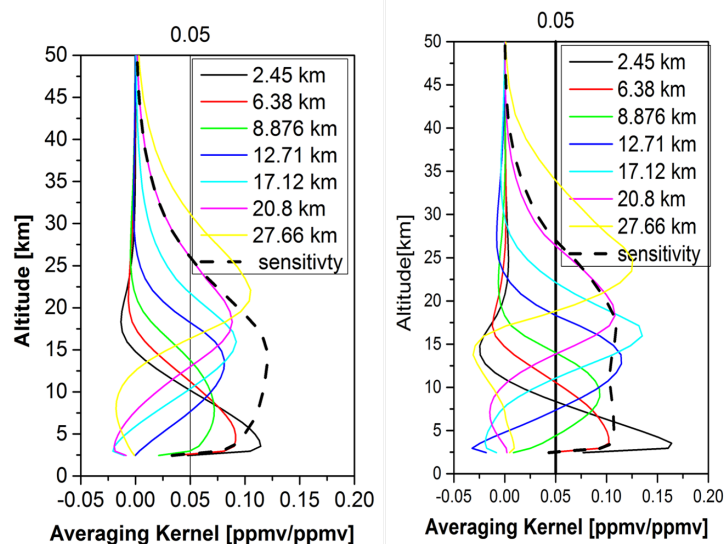 0.05
50
45
40
35
30
25
20
15
10
5
0
Altitude [km]
2.45 km
6.38 km
8.876 km
12.71 km
17.12 km
20.8 km
27.66 km
sensitivty
-0.05 0.00 0.05 0.10 0.15 0.20
Averaging Kernel [ppmv/ppmv]
0.05
50
45
40
35
30
25
20
15
10
5
0
Altitude[km]
2.45 km
6.38 km
8.876 km
12.71 km
17.12 km
20.8 km
27.66 km
sensitivty
-0.05 0.00 0.05 0.10 0.15 0.20
Averaging Kernel [ppmv/ppmv]